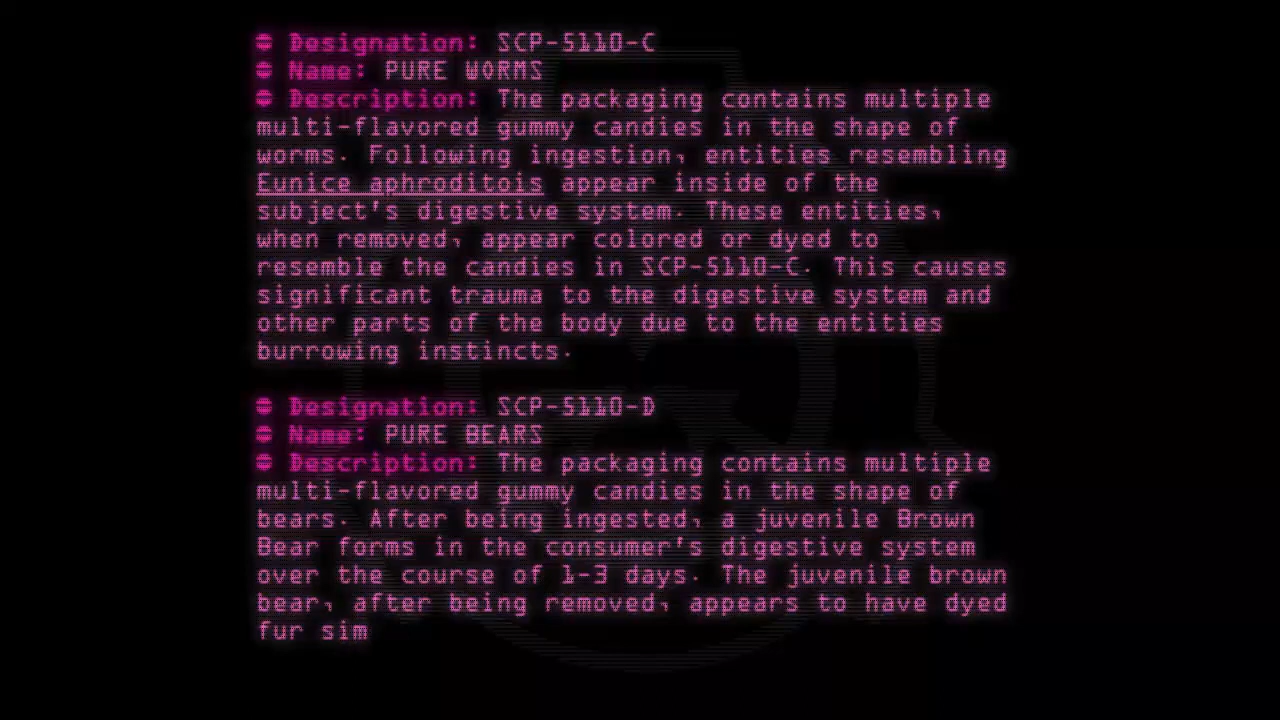 Designation: SCP-5110-C
Name: PURE WORMS
Description: The packaging contains multiple
multi-flavored gummy candies in the shape of
worms. Following ingestion, entities resembling
Eunice aphroditois appear inside of the
subject's digestive system. These entities,
when removed, appear colored or dyed to
resemble the candies in SCP-5110-C. This causes
significant trauma to the digestive system and
other parts of the body due to the entities
burrowing instincts.
Designation: SCP-5110-D
Name: PURE BEARS
Description: The packaging contains multiple
multi-flavored gummy candies in the shape of
bears. After being ingested, a juvenile Brown
Bear forms in the consumer's digestive system
over the course of 1-3 days. The juvenile brown
bear, after being removed, appears to have dyed
fur sim